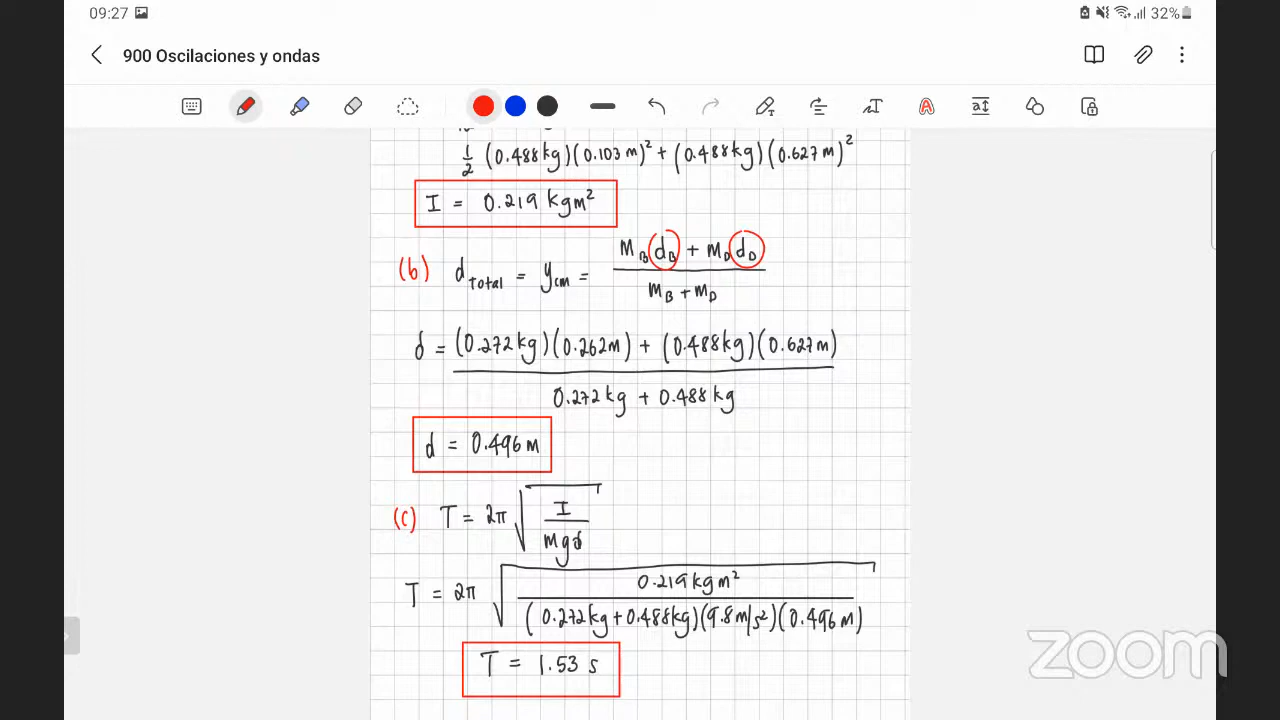 09:27
32%
900 Oscilaciones y ondas
1/2 (0.488 kg)(0.103 m)² + (0.488 kg)(0.627 m)²
I = 0.219 kgm²
(b) d_total = y_cm = (m_B d_B + m_D d_D) / (m_B + m_D)
d = ((0.272 kg)(0.262 m) + (0.488 kg)(0.627 m)) / (0.272 kg + 0.488 kg)
d = 0.496 m
(c) T = 2π √(I / mgd)
T = 2π √(0.219 kgm² / ((0.272 kg + 0.488 kg)(9.8 m/s²)(0.496 m)))
T = 1.53 s
zoom